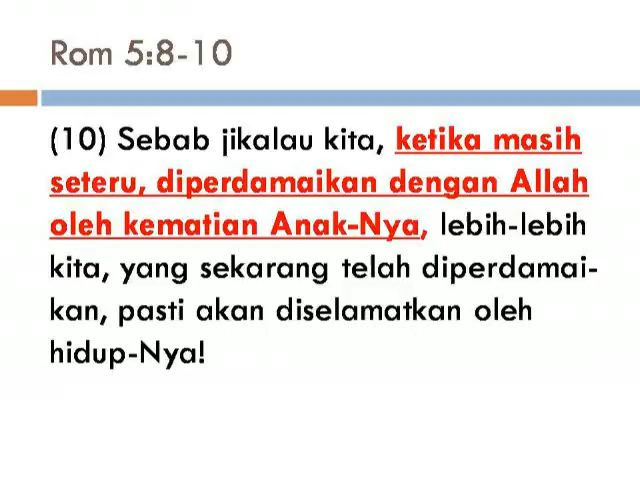 Rom 5:8-10
(10) Sebab jikalau kita, ketika masih
seteru, diperdamaikan dengan Allah
oleh kematian Anak-Nya, lebih-lebih
kita, yang sekarang telah diperdamai-
kan, pasti akan diselamatkan oleh
hidup-Nya!